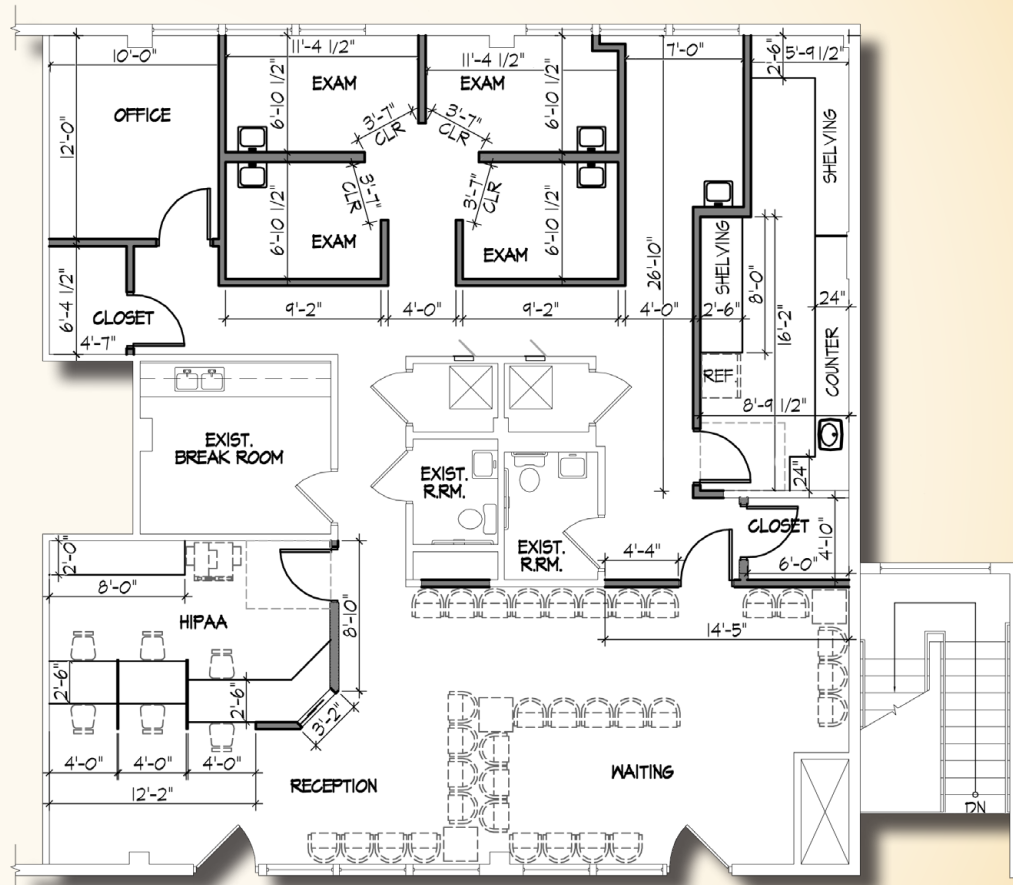 10'-0"
11'-4 1/2"
11'-4 1/2"
7'-0"
2'-6"
5'-9 1/2"
OFFICE
12'-0"
EXAM
6'-10 1/2"
EXAM
6'-10 1/2"
3'-7"
CLR
3'-7"
CLR
SHELVING
3'-7"
CLR
3'-7"
CLR
6'-10 1/2"
EXAM
6'-10 1/2"
EXAM
26'-10"
SHELVING
8'-0"
16'-2"
24"
6'-4 1/2"
CLOSET
4'-7"
9'-2"
4'-0"
9'-2"
4'-0"
2'-6"
COUNTER
REF
8'-9 1/2"
EXIST.
BREAK ROOM
EXIST.
R.RM.
24"
EXIST.
R.RM.
CLOSET
4'-10"
6'-0"
4'-4"
2'-0"
8'-0"
HIPAA
8'-10"
14'-5"
2'-6"
2'-6"
3'-2"
4'-0"
4'-0"
4'-0"
12'-2"
RECEPTION
WAITING
DN